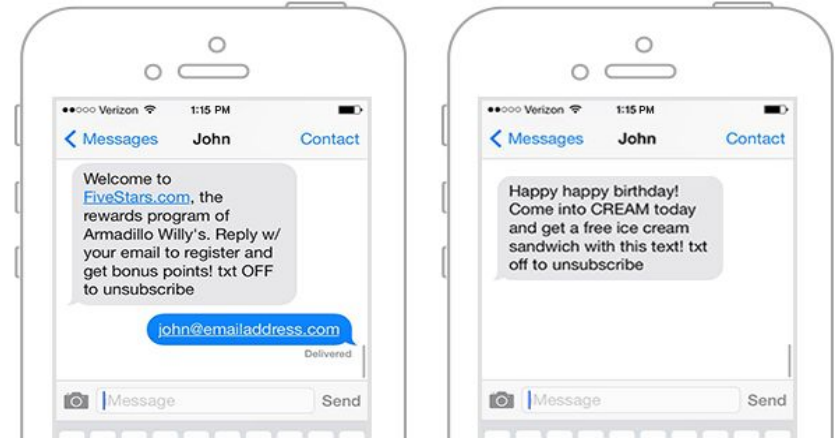 ●●○○○ Verizon 1:15 PM
Messages John Contact
Welcome to
FiveStars.com, the
rewards program of
Armadillo Willy's. Reply w/
your email to register and
get bonus points! txt OFF
to unsubscribe
john@emailaddress.com
Delivered
Message Send
●●○○○ Verizon 1:15 PM
Messages John Contact
Happy happy birthday!
Come into CREAM today
and get a free ice cream
sandwich with this text! txt
off to unsubscribe
Message Send